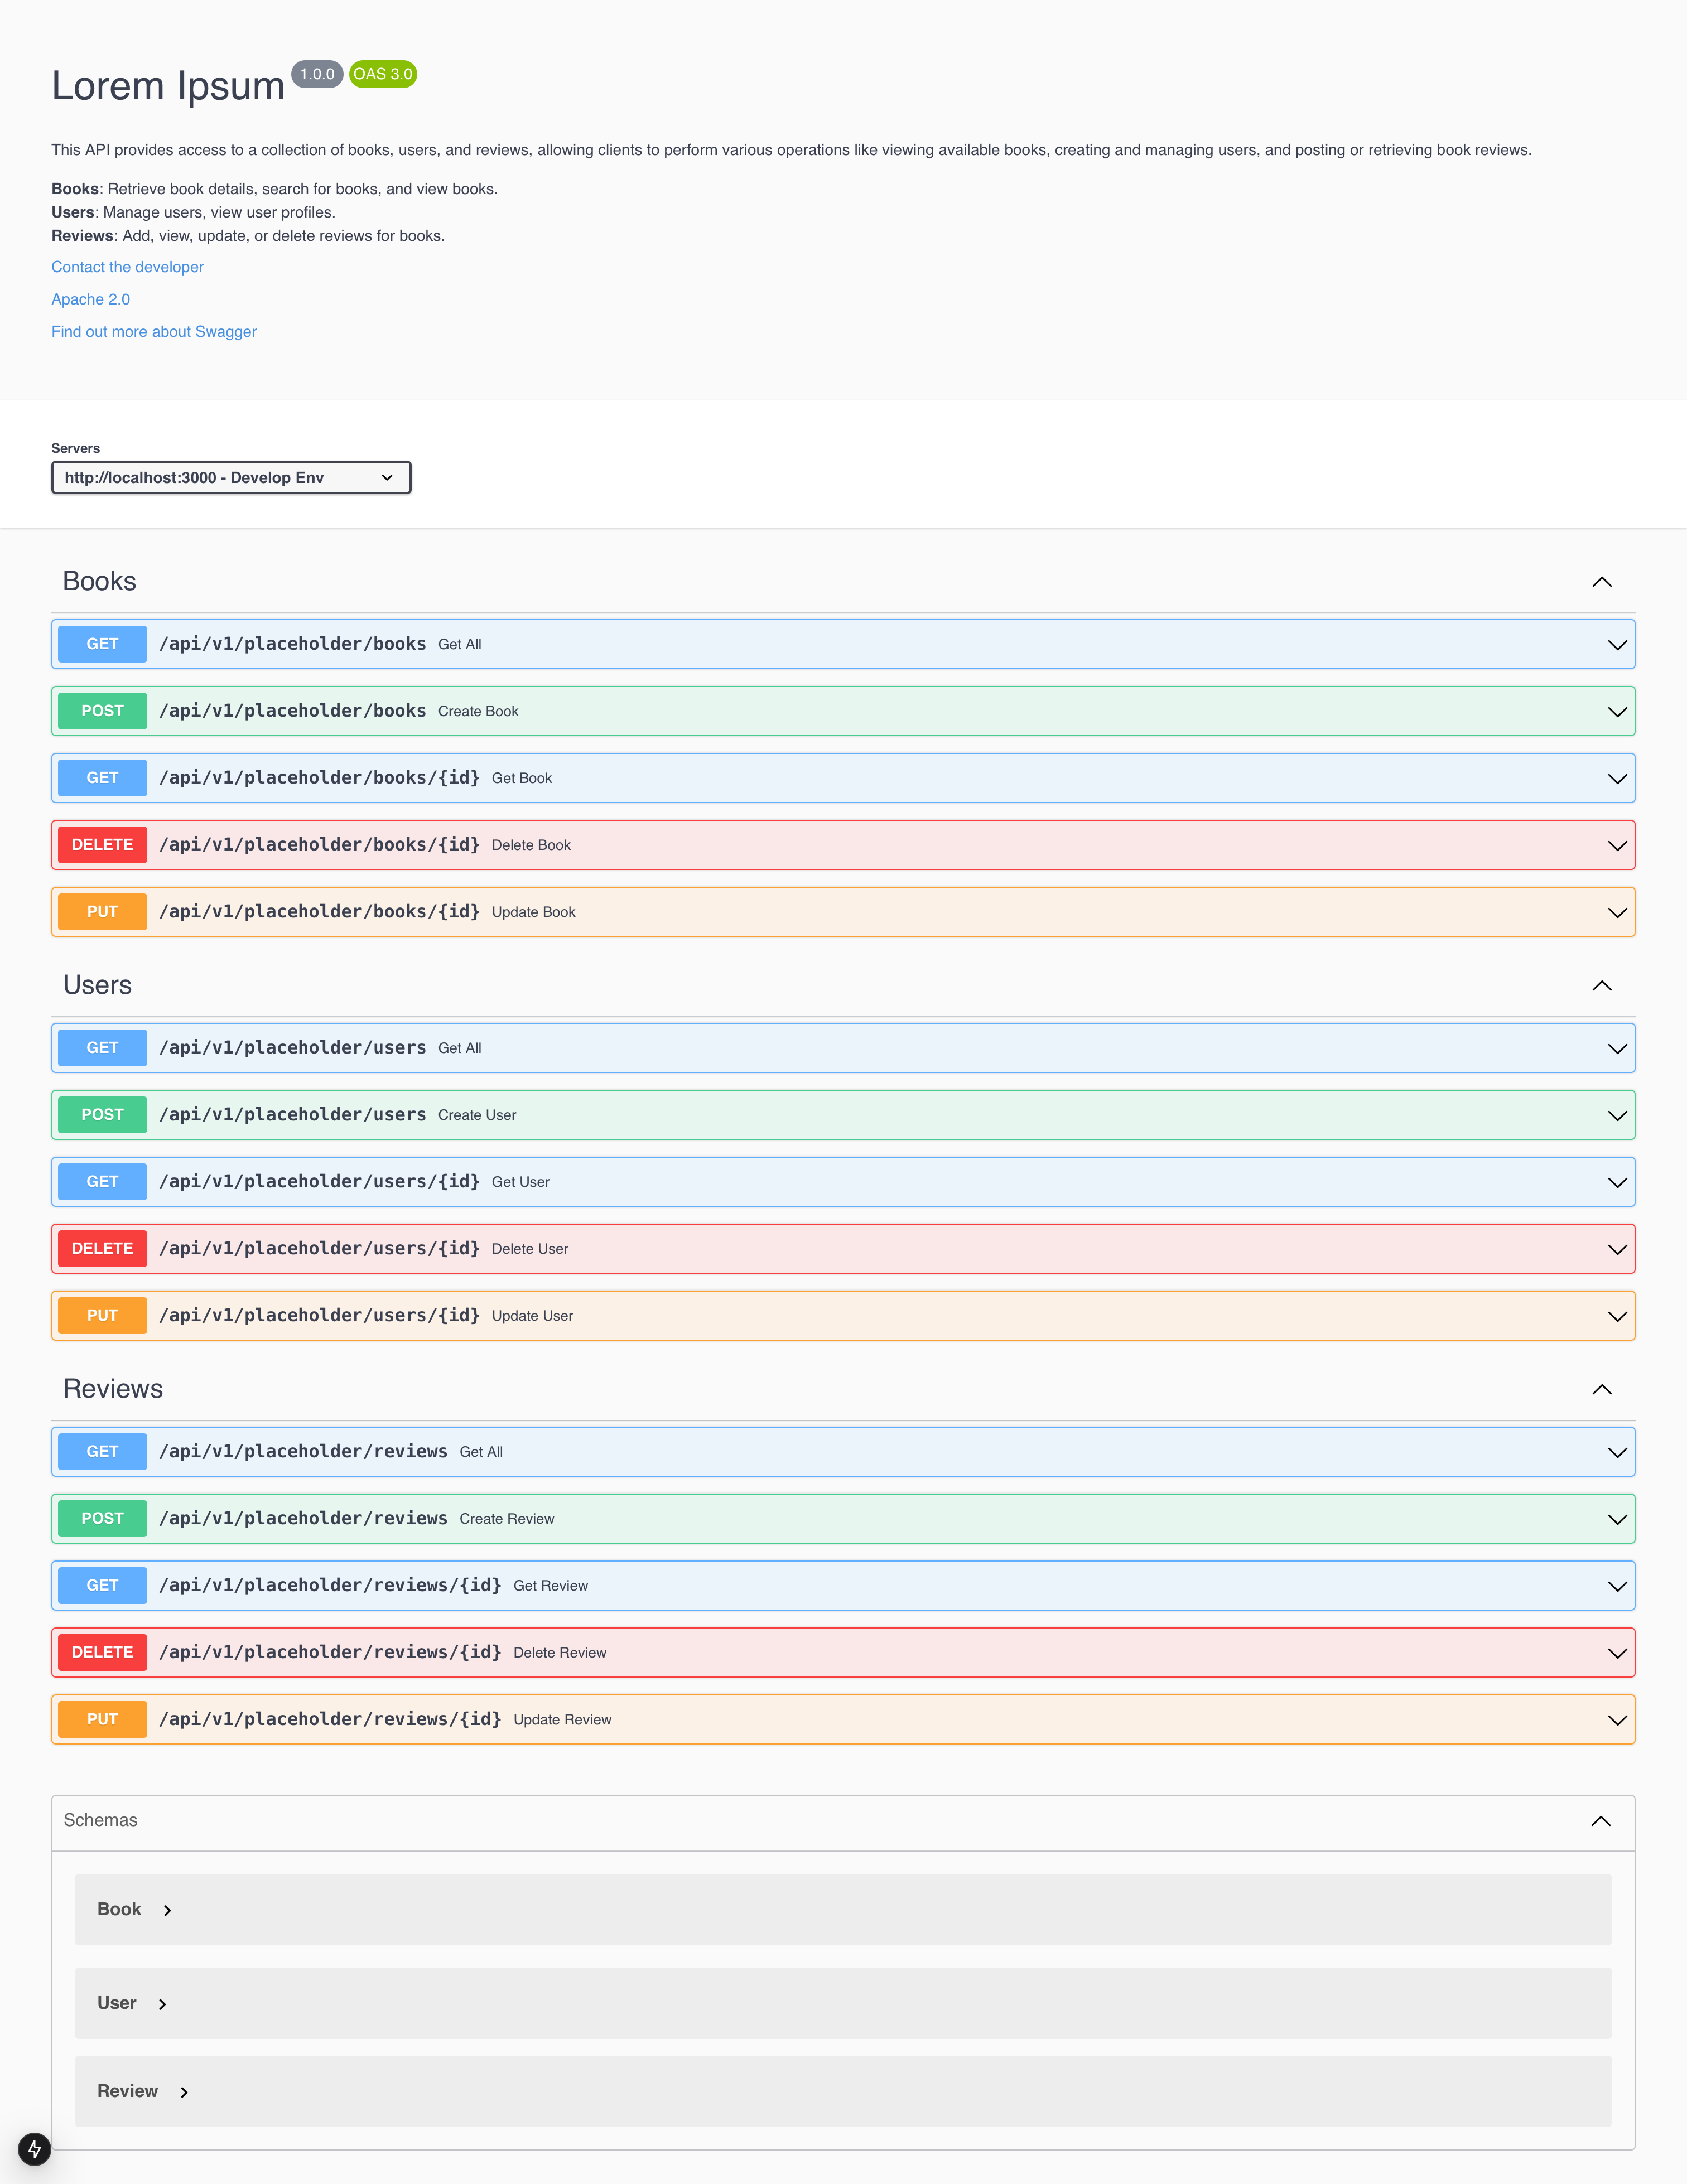 Lorem Ipsum 1.0.0 OAS 3.0
This API provides access to a collection of books, users, and reviews, allowing clients to perform various operations like viewing available books, creating and managing users, and posting or retrieving book reviews.
Books: Retrieve book details, search for books, and view books.
Users: Manage users, view user profiles.
Reviews: Add, view, update, or delete reviews for books.
Contact the developer
Apache 2.0
Find out more about Swagger
Servers
http://localhost:3000 - Develop Env
Books
GET /api/v1/placeholder/books Get All
POST /api/v1/placeholder/books Create Book
GET /api/v1/placeholder/books/{id} Get Book
DELETE /api/v1/placeholder/books/{id} Delete Book
PUT /api/v1/placeholder/books/{id} Update Book
Users
GET /api/v1/placeholder/users Get All
POST /api/v1/placeholder/users Create User
GET /api/v1/placeholder/users/{id} Get User
DELETE /api/v1/placeholder/users/{id} Delete User
PUT /api/v1/placeholder/users/{id} Update User
Reviews
GET /api/v1/placeholder/reviews Get All
POST /api/v1/placeholder/reviews Create Review
GET /api/v1/placeholder/reviews/{id} Get Review
DELETE /api/v1/placeholder/reviews/{id} Delete Review
PUT /api/v1/placeholder/reviews/{id} Update Review
Schemas
Book
User
Review